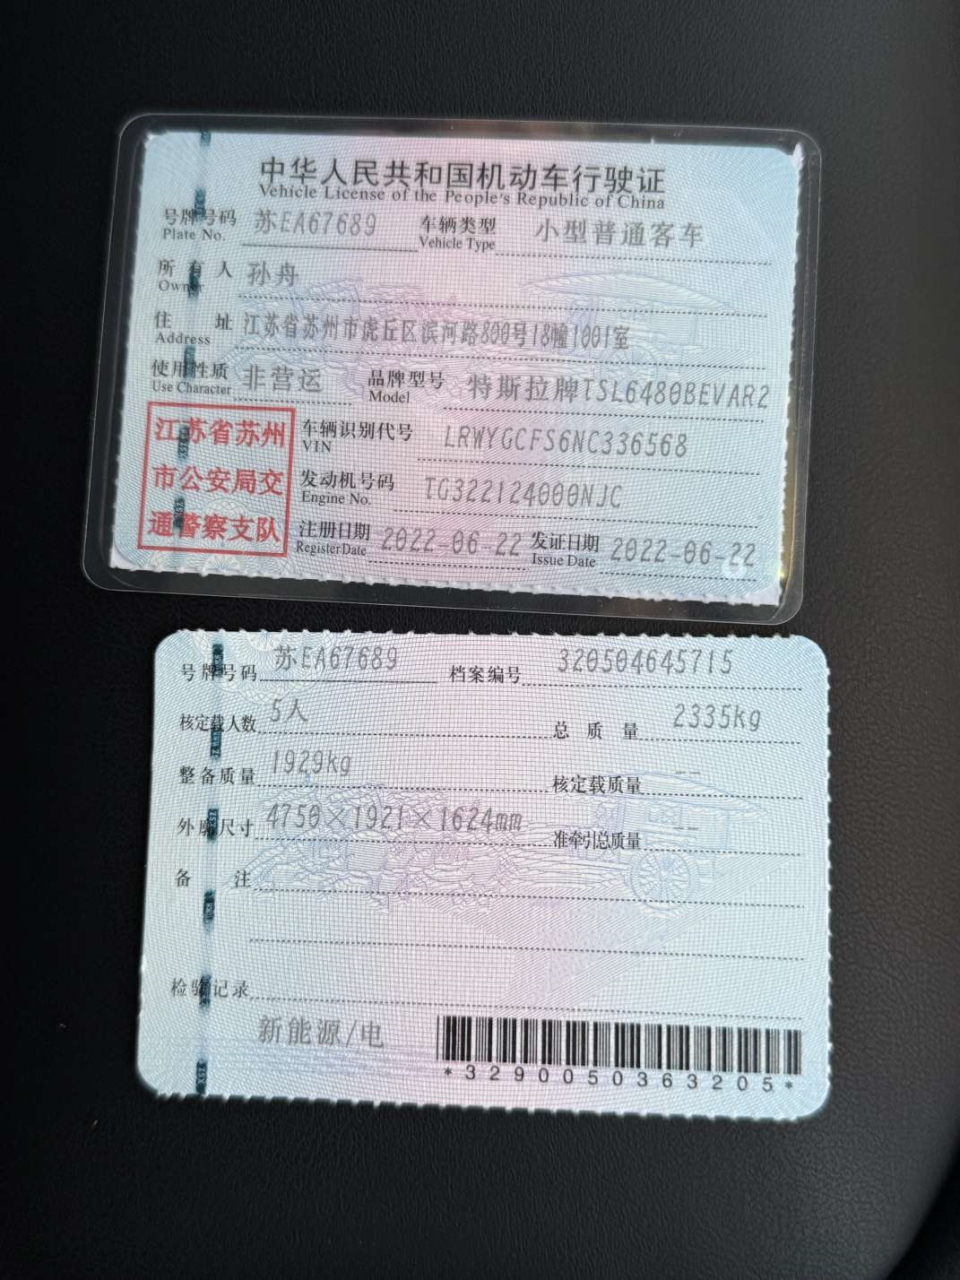 中华人民共和国机动车行驶证
Vehicle License of the People's Republic of China
号牌号码 苏EA67689 车辆类型 小型普通客车
Plate No. Vehicle Type
所有人 孙舟
Owner
住址 江苏省苏州市虎丘区滨河路800号18幢1001室
Address
使用性质 非营运 品牌型号 特斯拉牌TSL6480BEVAR2
Use Character Model
江苏省苏州
市公安局交
通警察支队
车辆识别代号 LRWYGCFS6NC336568
VIN
发动机号码 TG322124000NJC
Engine No.
注册日期 2022-06-22 发证日期 2022-06-22
Register Date Issue Date
号牌号码 苏EA67689 档案编号 320504645715
核定载人数 5人 总质量 2335kg
整备质量 1929kg 核定载质量 --
外廓尺寸 4750×1921×1624mm 准牵引总质量 --
备注
检验记录
新能源/电
*3290050363205*